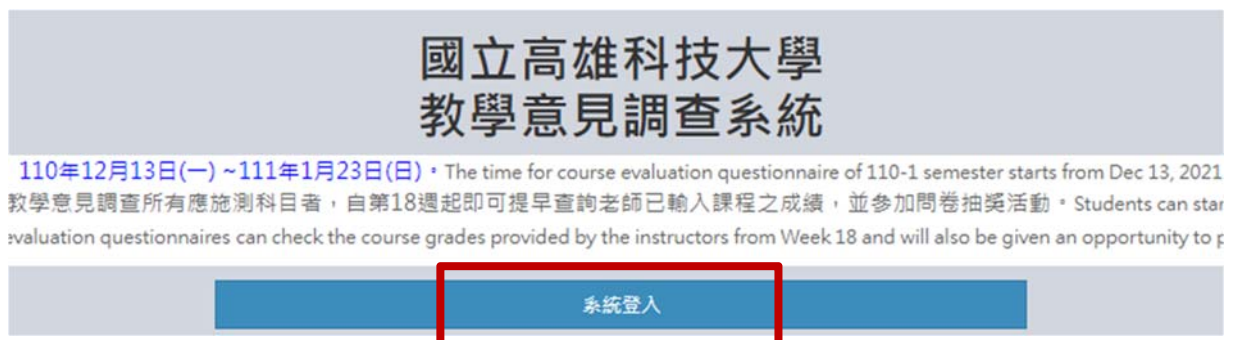 國立高雄科技大學
教學意見調查系統
110年12月13日(一) ~111年1月23日(日)。The time for course evaluation questionnaire of 110-1 semester starts from Dec 13, 2021
教學意見調查所有應施測科目者，自第18週起即可提早查詢老師已輸入課程之成績，並參加問卷抽獎活動。Students can star
evaluation questionnaires can check the course grades provided by the instructors from Week 18 and will also be given an opportunity to p
系統登入